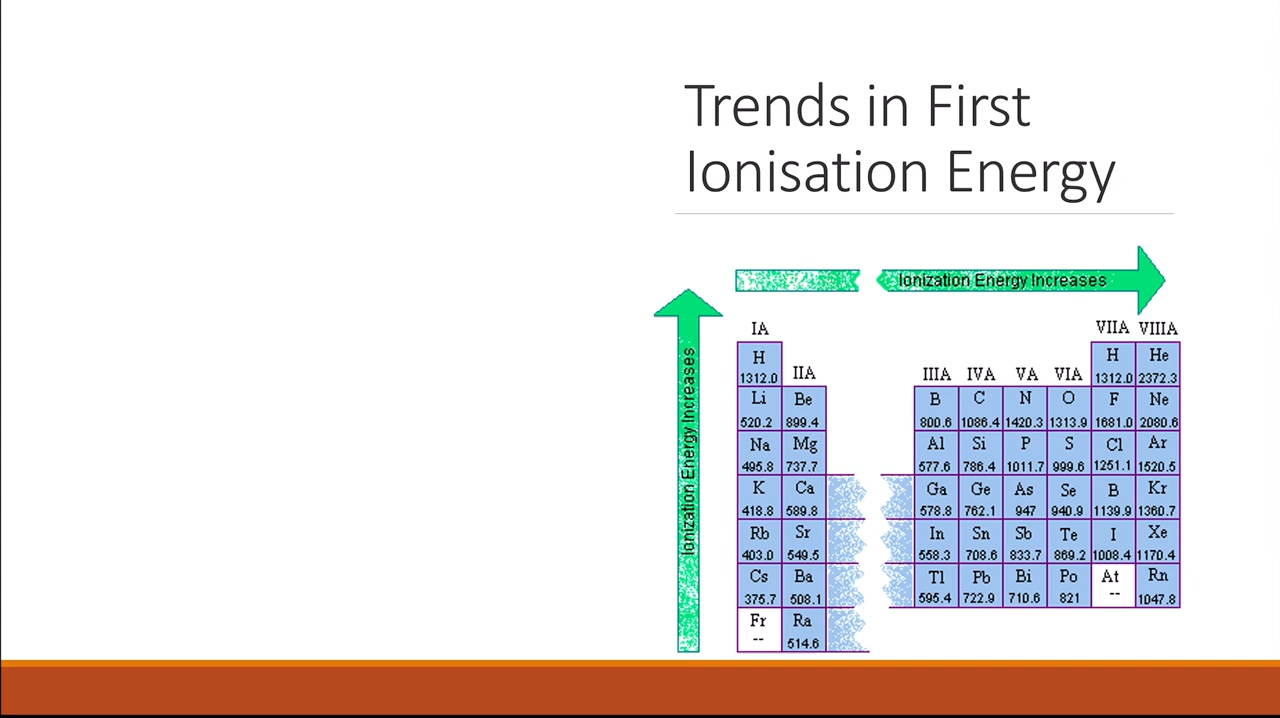 Trends in First
Ionisation Energy
Ionization Energy Increases
Ionization Energy Increases
IA VIIA VIIIA
H H He
1312.0 1312.0 2372.3
IIA IIIA IVA VA VIA
Li Be B C N O F Ne
520.2 899.4 800.6 1086.4 1420.3 1313.9 1681.0 2080.6
Na Mg Al Si P S Cl Ar
495.8 737.7 577.6 786.4 1011.7 999.6 1251.1 1520.5
K Ca Ga Ge As Se B Kr
418.8 589.8 578.8 762.1 947 940.9 1139.9 1360.7
Rb Sr In Sn Sb Te I Xe
403.0 549.5 558.3 708.6 833.7 869.2 1008.4 1170.4
Cs Ba Tl Pb Bi Po At Rn
375.7 508.1 595.4 722.9 710.6 821 -- 1047.8
Fr Ra
-- 514.6